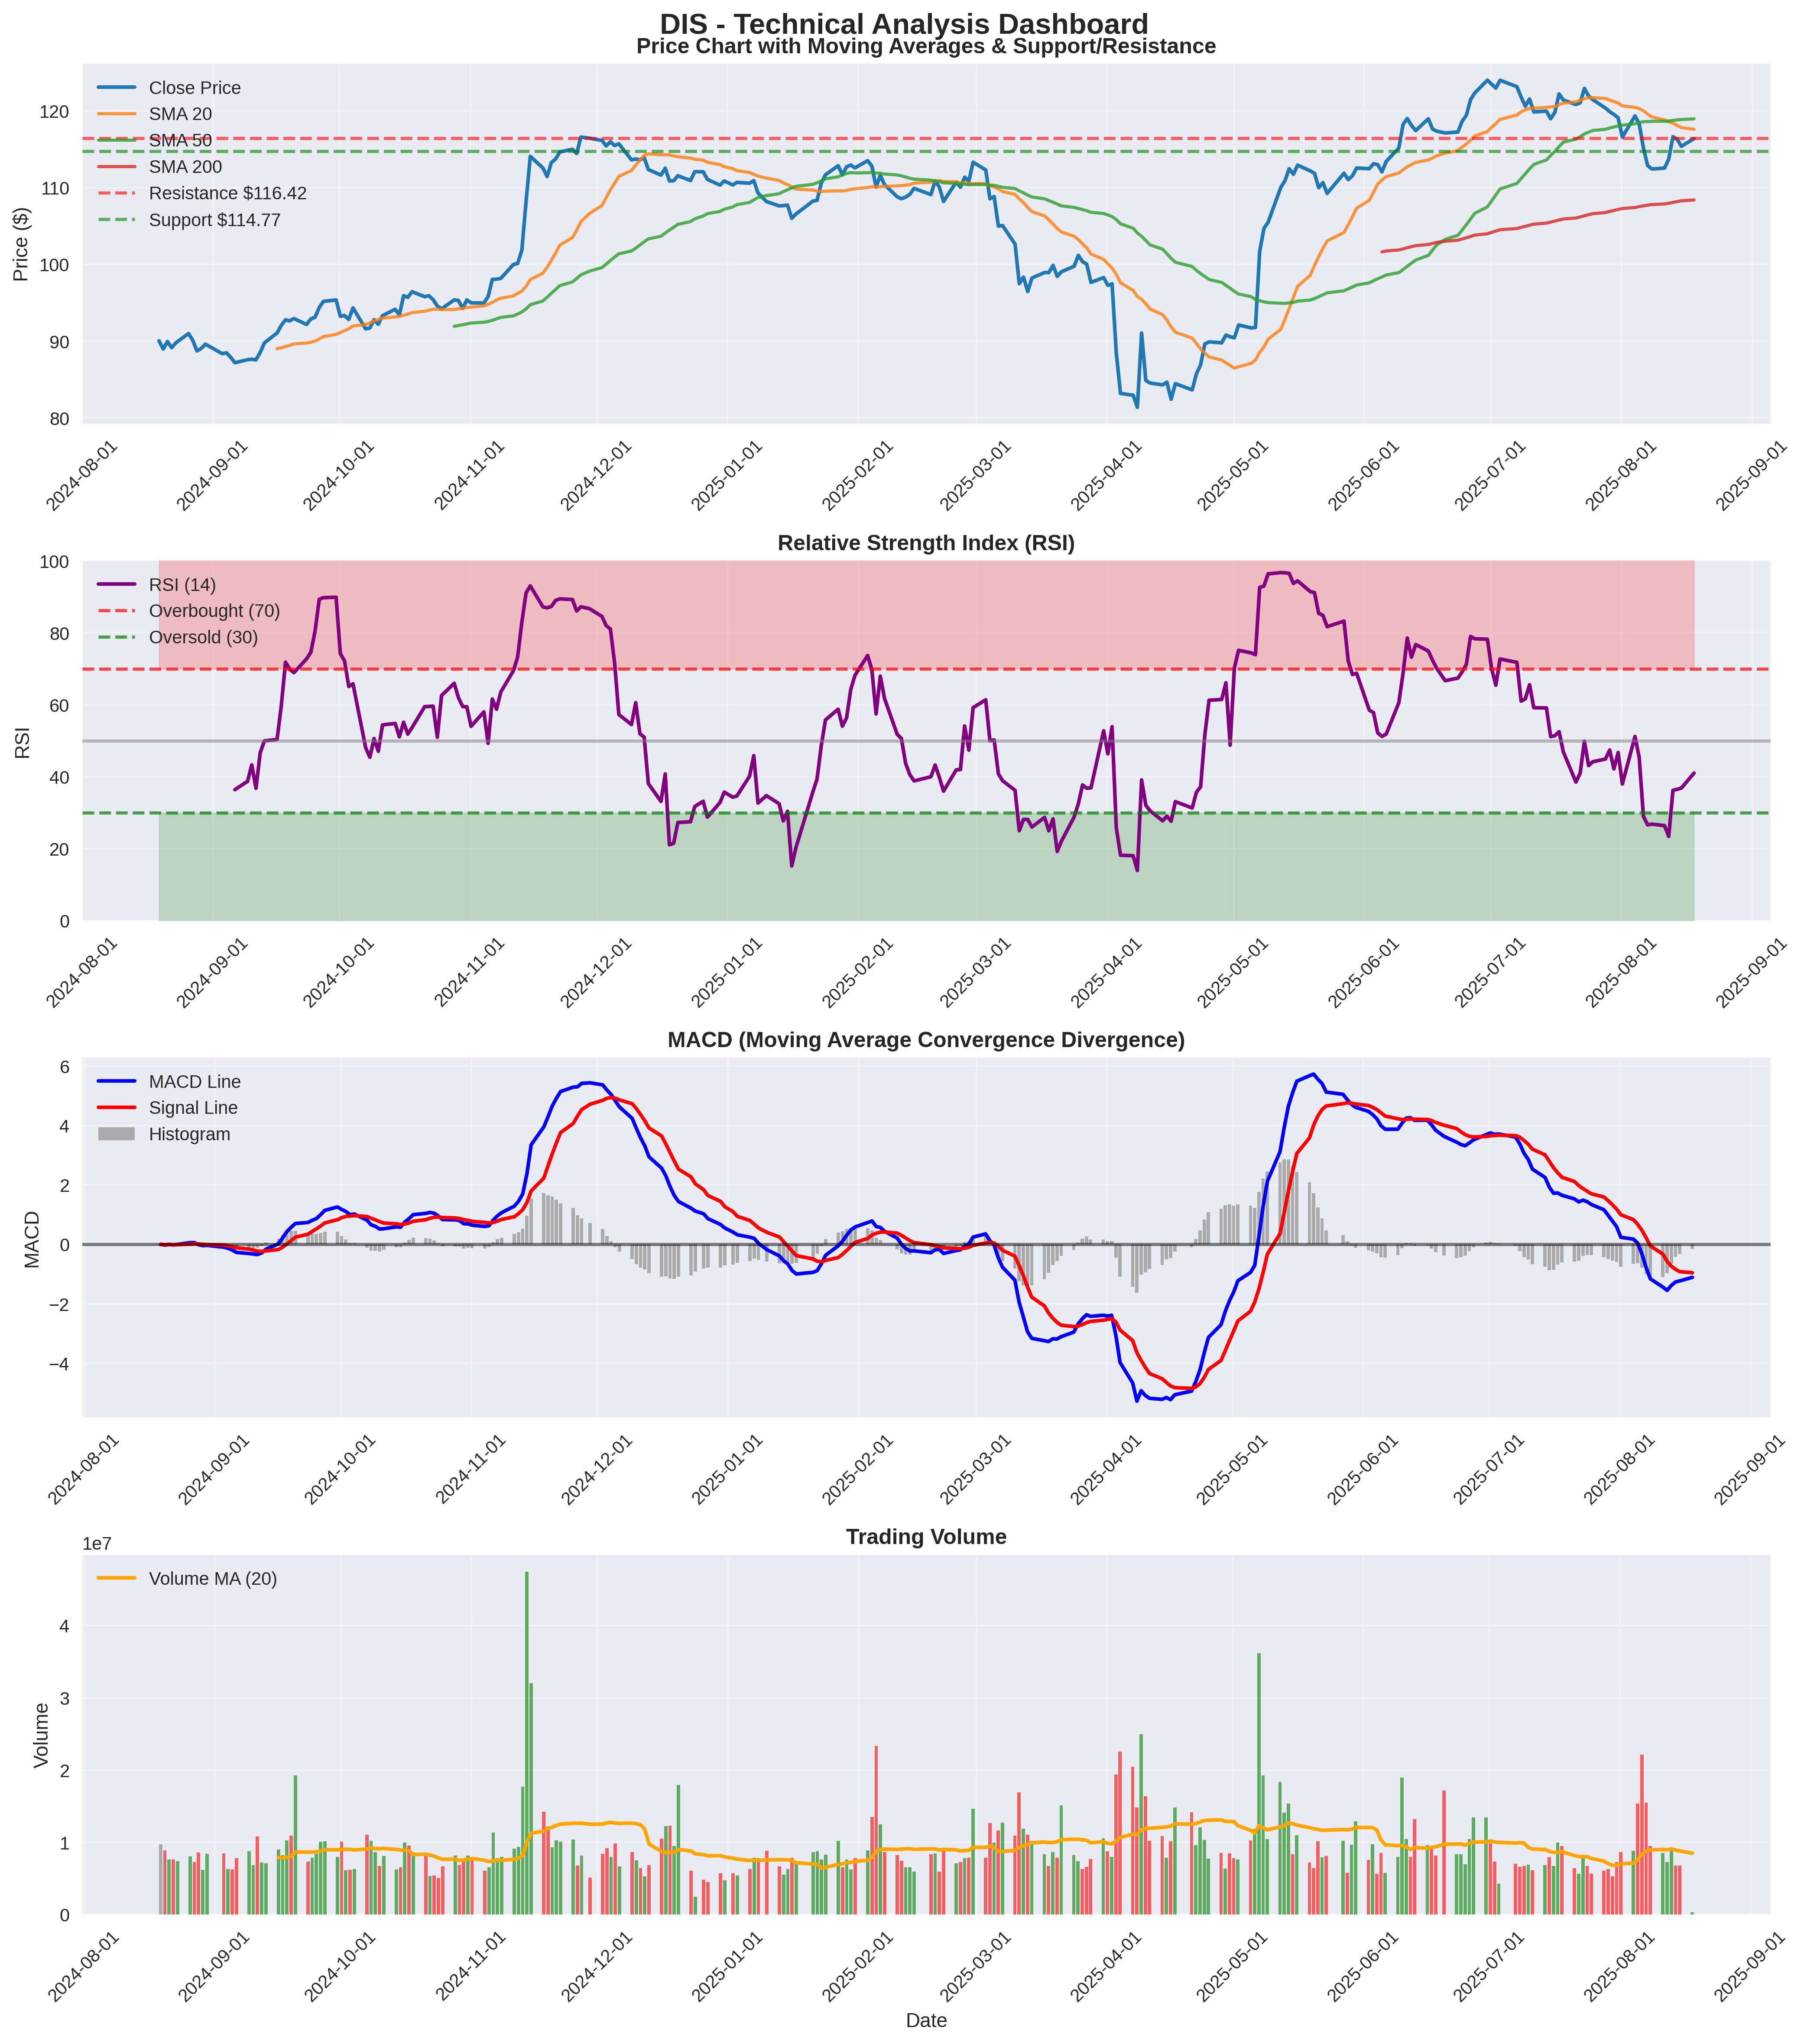 DIS - Technical Analysis Dashboard
Price Chart with Moving Averages & Support/Resistance
Close Price
SMA 20
SMA 50
SMA 200
Resistance $116.42
Support $114.77
Price ($)
120
110
100
90
80
2024-08-01 2024-09-01 2024-10-01 2024-11-01 2024-12-01 2025-01-01 2025-02-01 2025-03-01 2025-04-01 2025-05-01 2025-06-01 2025-07-01 2025-08-01 2025-09-01
Relative Strength Index (RSI)
RSI (14)
Overbought (70)
Oversold (30)
RSI
100
80
60
40
20
0
2024-08-01 2024-09-01 2024-10-01 2024-11-01 2024-12-01 2025-01-01 2025-02-01 2025-03-01 2025-04-01 2025-05-01 2025-06-01 2025-07-01 2025-08-01 2025-09-01
MACD (Moving Average Convergence Divergence)
MACD Line
Signal Line
Histogram
MACD
6
4
2
0
−2
−4
2024-08-01 2024-09-01 2024-10-01 2024-11-01 2024-12-01 2025-01-01 2025-02-01 2025-03-01 2025-04-01 2025-05-01 2025-06-01 2025-07-01 2025-08-01 2025-09-01
Trading Volume
1e7
Volume MA (20)
Volume
4
3
2
1
0
2024-08-01 2024-09-01 2024-10-01 2024-11-01 2024-12-01 2025-01-01 2025-02-01 2025-03-01 2025-04-01 2025-05-01 2025-06-01 2025-07-01 2025-08-01 2025-09-01
Date